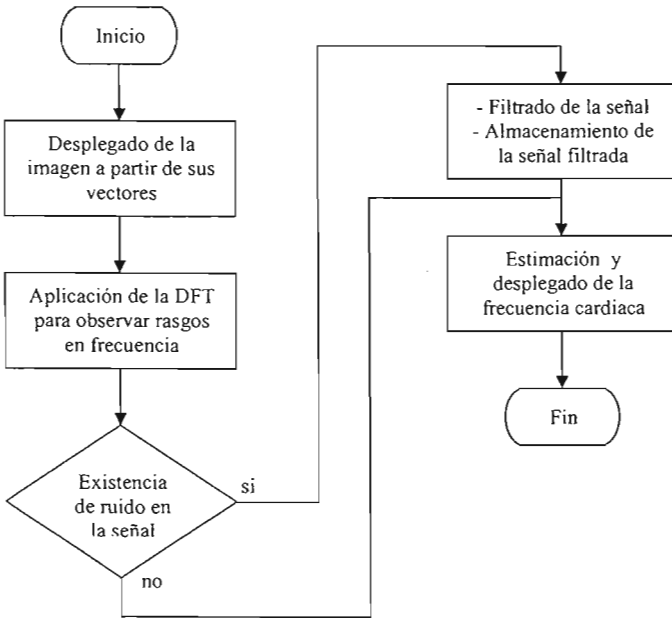 Inicio
Desplegado de la
imagen a partir de sus
vectores
Aplicación de la DFT
para observar rasgos
en frecuencia
Existencia
de ruido en
la señal
si
no
- Filtrado de la señal
- Almacenamiento de
la señal filtrada
Estimación y
desplegado de la
frecuencia cardiaca
Fin